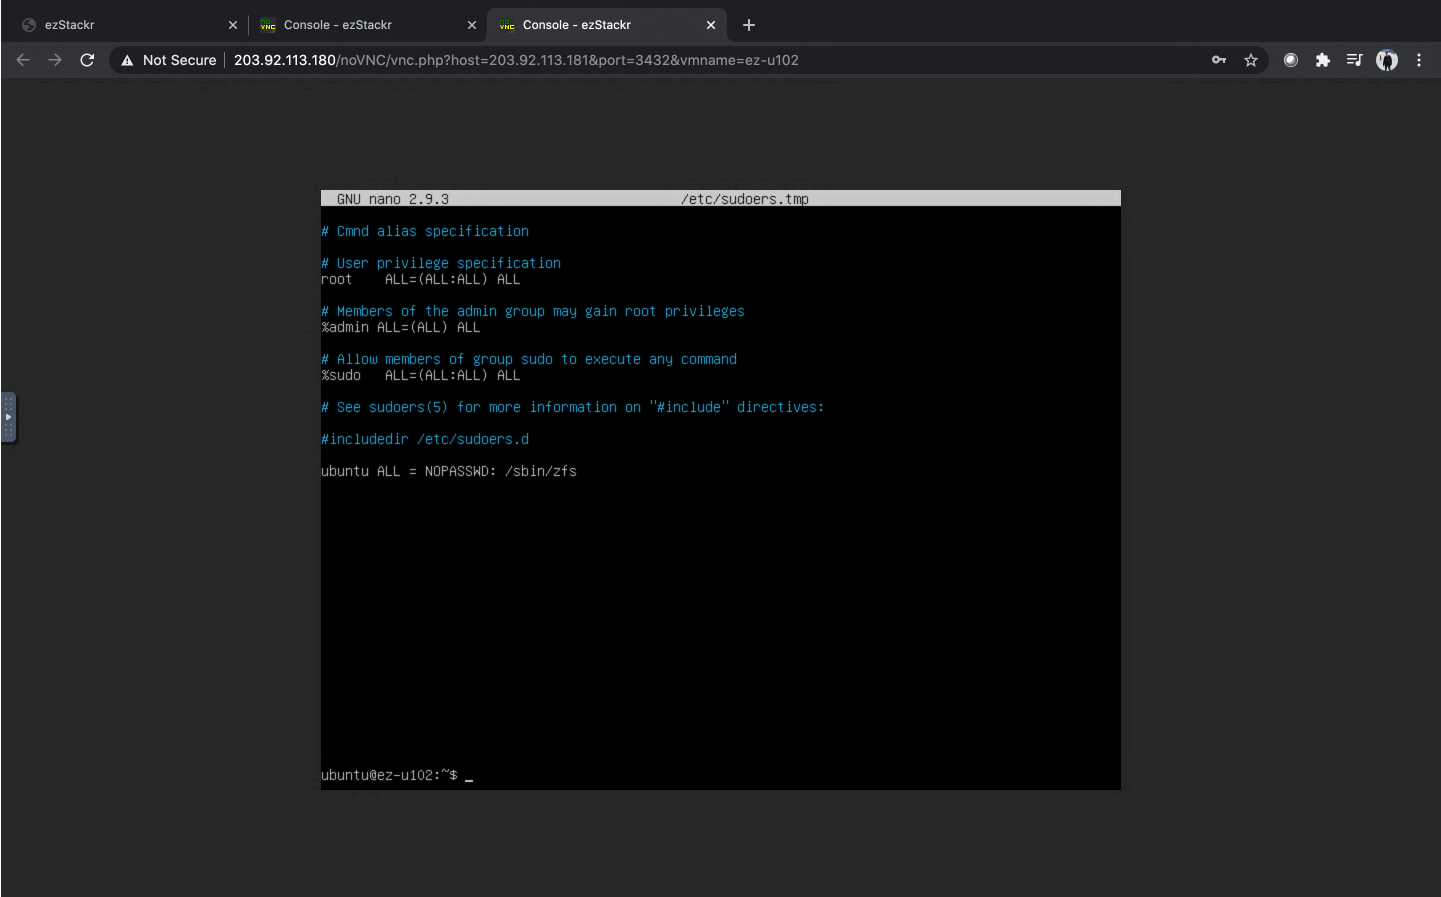 ezStackr
Console - ezStackr
Console - ezStackr
Not Secure
203.92.113.180/noVNC/vnc.php?host=203.92.113.181&port=3432&vmname=ez-u102
GNU nano 2.9.3 /etc/sudoers.tmp
# Cmnd alias specification
# User privilege specification
root ALL=(ALL:ALL) ALL
# Members of the admin group may gain root privileges
%admin ALL=(ALL) ALL
# Allow members of group sudo to execute any command
%sudo ALL=(ALL:ALL) ALL
# See sudoers(5) for more information on "#include" directives:
#includedir /etc/sudoers.d
ubuntu ALL = NOPASSWD: /sbin/zfs
ubuntu@ez-u102:~$ _